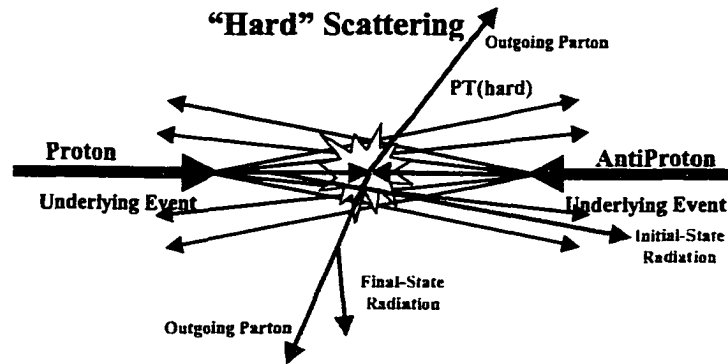 “Hard” Scattering
Outgoing Parton
PT(hard)
Proton
AntiProton
Underlying Event
Underlying Event
Initial-State
Radiation
Final-State
Radiation
Outgoing Parton